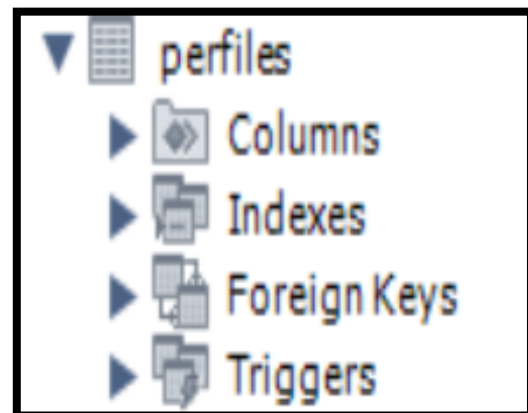 perfiles
Columns
Indexes
Foreign Keys
Triggers